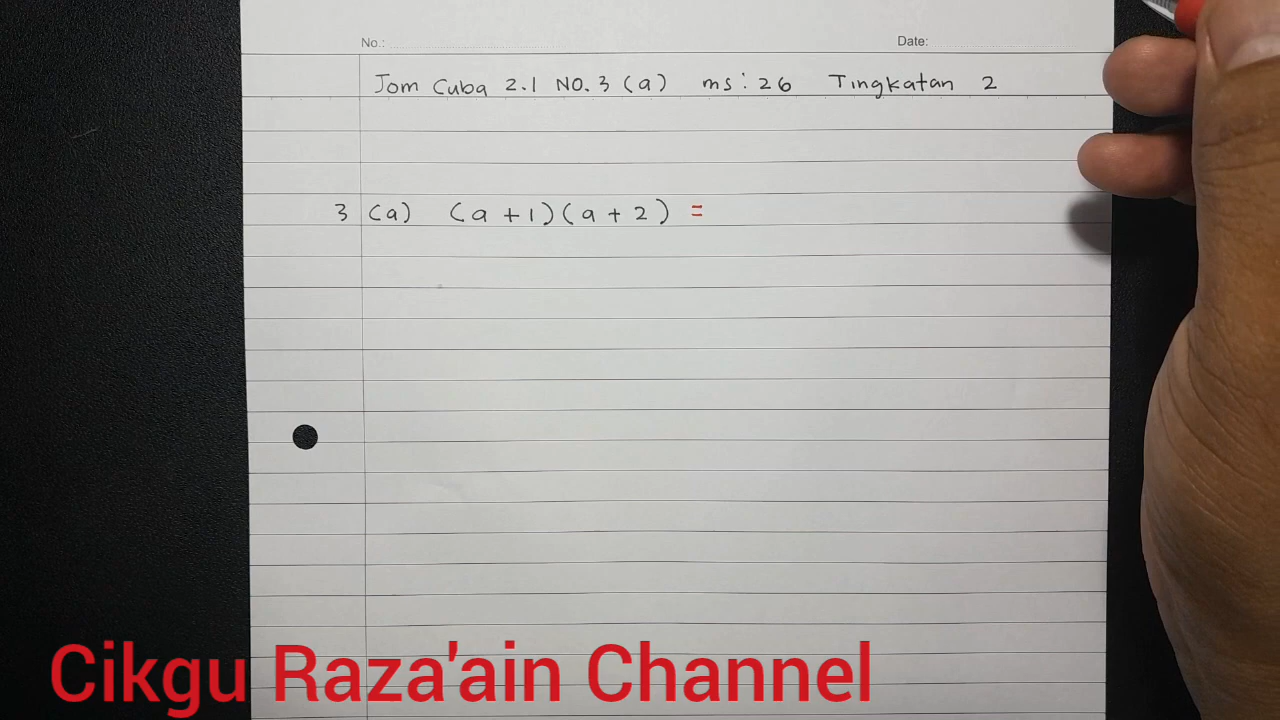 No.: Date:
Jom Cuba 2.1 NO. 3 (a) ms: 26 Tingkatan 2
3 (a) (a + 1)(a + 2) =
Cikgu Raza'ain Channel